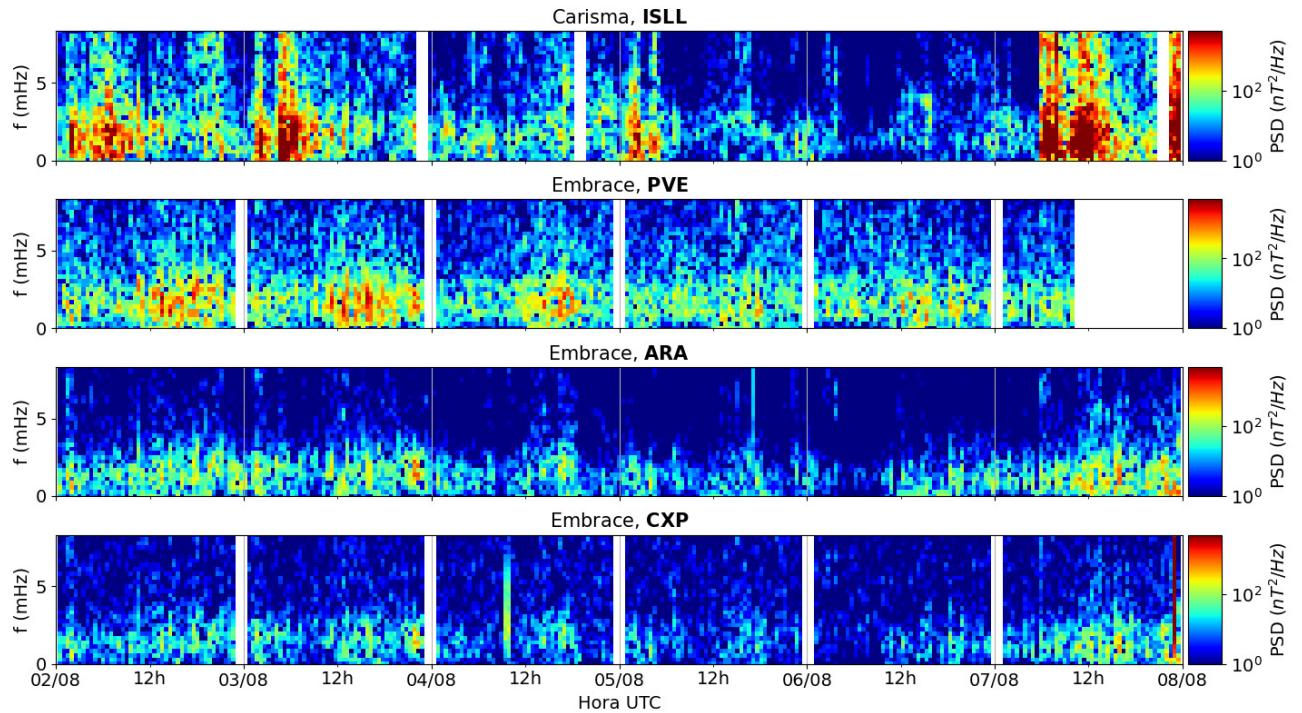 Carisma, ISLL
f (mHz)
5
0
10²
10⁰
PSD (nT²/Hz)
Embrace, PVE
f (mHz)
5
0
10²
10⁰
PSD (nT²/Hz)
Embrace, ARA
f (mHz)
5
0
10²
10⁰
PSD (nT²/Hz)
Embrace, CXP
f (mHz)
5
0
10²
10⁰
PSD (nT²/Hz)
02/08 12h 03/08 12h 04/08 12h 05/08 12h 06/08 12h 07/08 12h 08/08
Hora UTC